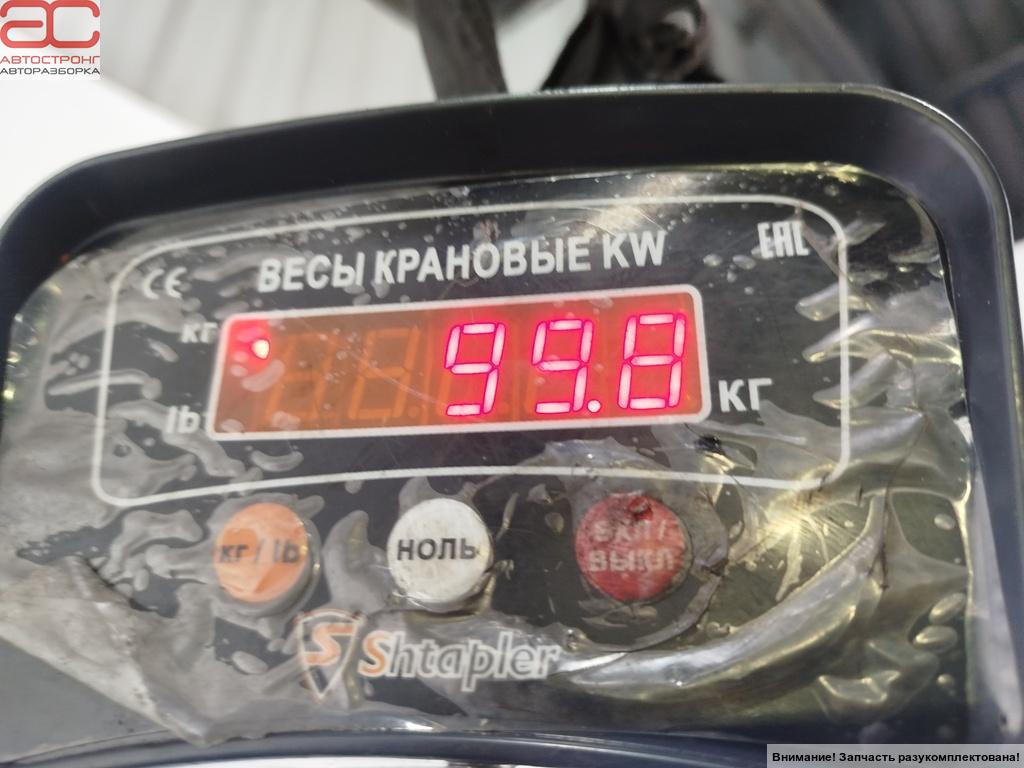 ac
АВТОСТРОНГ
АВТОРАЗБОРКА
ВЕСЫ КРАНОВЫЕ KW
EAC
CE
кг
99.8
lb
КГ
кг / lb
НОЛЬ
ВКЛ /
ВЫКЛ
S Shtapler
Внимание! Запчасть разукомплектована!